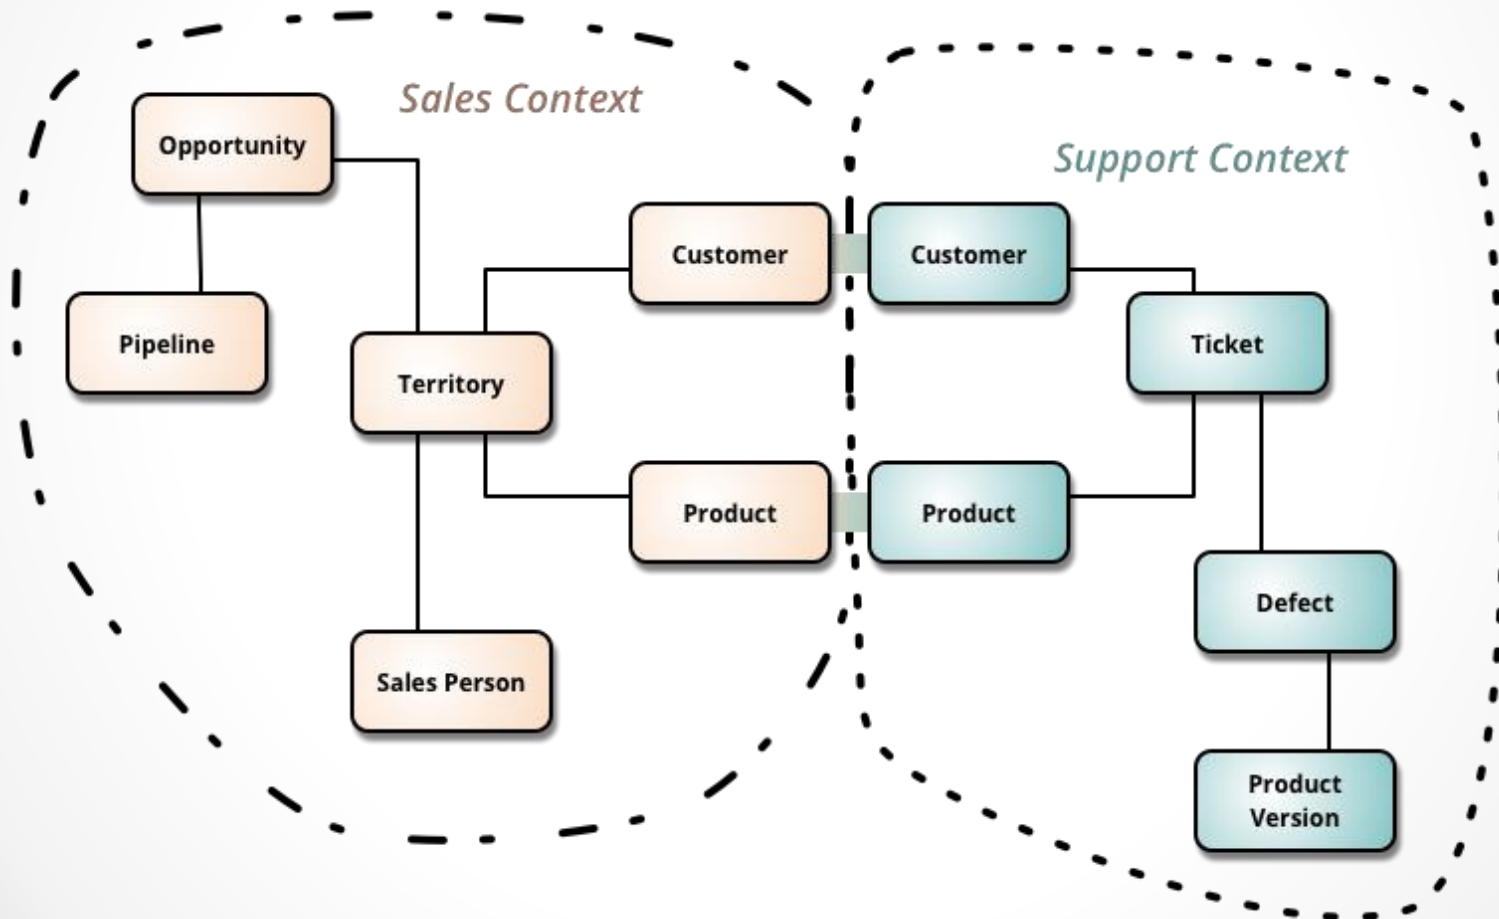 Sales Context
Opportunity
Support Context
Customer
Customer
Pipeline
Ticket
Territory
Product
Product
Defect
Sales Person
Product
Version